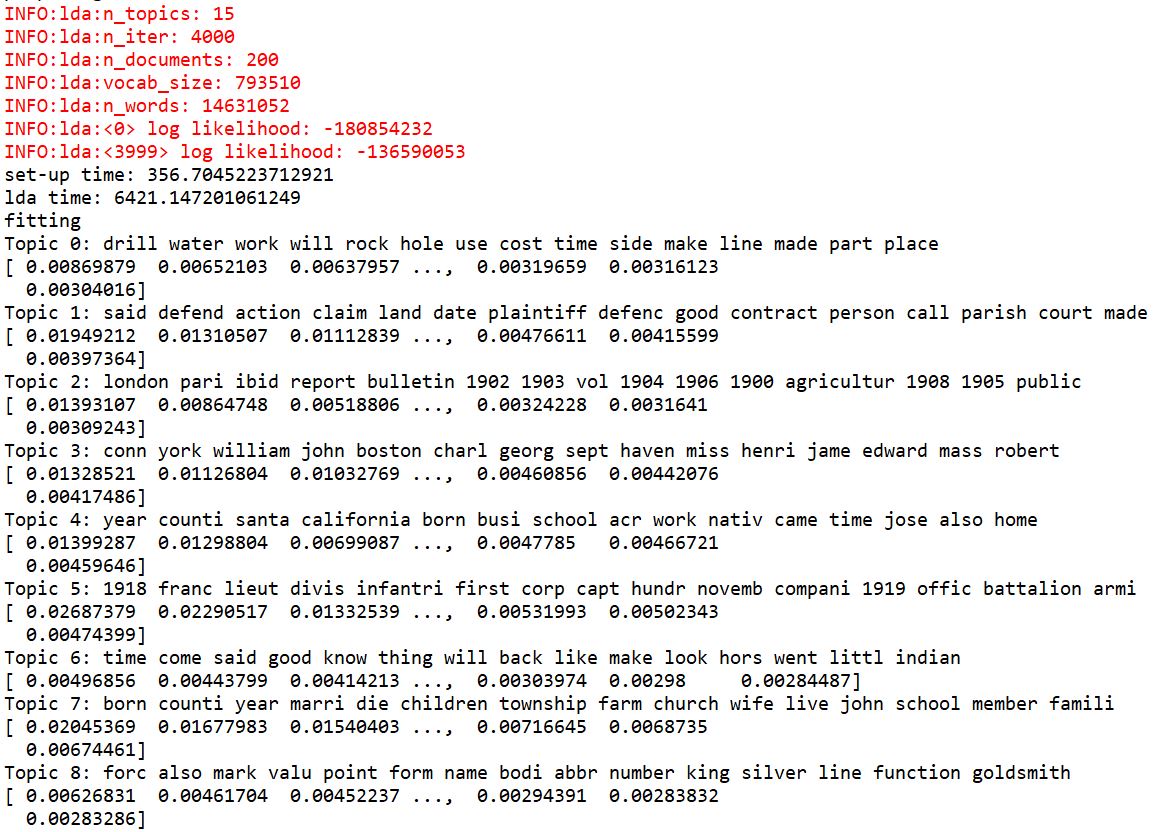 INFO:lda:n_topics: 15
INFO:lda:n_iter: 4000
INFO:lda:n_documents: 200
INFO:lda:vocab_size: 793510
INFO:lda:n_words: 14631052
INFO:lda:<0> log likelihood: -180854232
INFO:lda:<3999> log likelihood: -136590053
set-up time: 356.7045223712921
lda time: 6421.147201061249
fitting
Topic 0: drill water work will rock hole use cost time side make line made part place
[ 0.00869879  0.00652103  0.00637957 ...,  0.00319659  0.00316123
  0.00304016]
Topic 1: said defend action claim land date plaintiff defenc good contract person call parish court made
[ 0.01949212  0.01310507  0.01112839 ...,  0.00476611  0.00415599
  0.00397364]
Topic 2: london pari ibid report bulletin 1902 1903 vol 1904 1906 1900 agricultur 1908 1905 public
[ 0.01393107  0.00864748  0.00518806 ...,  0.00324228  0.0031641
  0.00309243]
Topic 3: conn york william john boston charl georg sept haven miss henri jame edward mass robert
[ 0.01328521  0.01126804  0.01032769 ...,  0.00460856  0.00442076
  0.00417486]
Topic 4: year counti santa california born busi school acr work nativ came time jose also home
[ 0.01399287  0.01298804  0.00699087 ...,  0.0047785   0.00466721
  0.00459646]
Topic 5: 1918 franc lieut divis infantri first corp capt hundr novemb compani 1919 offic battalion armi
[ 0.02687379  0.02290517  0.01332539 ...,  0.00531993  0.00502343
  0.00474399]
Topic 6: time come said good know thing will back like make look hors went littl indian
[ 0.00496856  0.00443799  0.00414213 ...,  0.00303974  0.00298     0.00284487]
Topic 7: born counti year marri die children township farm church wife live john school member famili
[ 0.02045369  0.01677983  0.01540403 ...,  0.00716645  0.0068735
  0.00674461]
Topic 8: forc also mark valu point form name bodi abbr number king silver line function goldsmith
[ 0.00626831  0.00461704  0.00452237 ...,  0.00294391  0.00283832
  0.00283286]